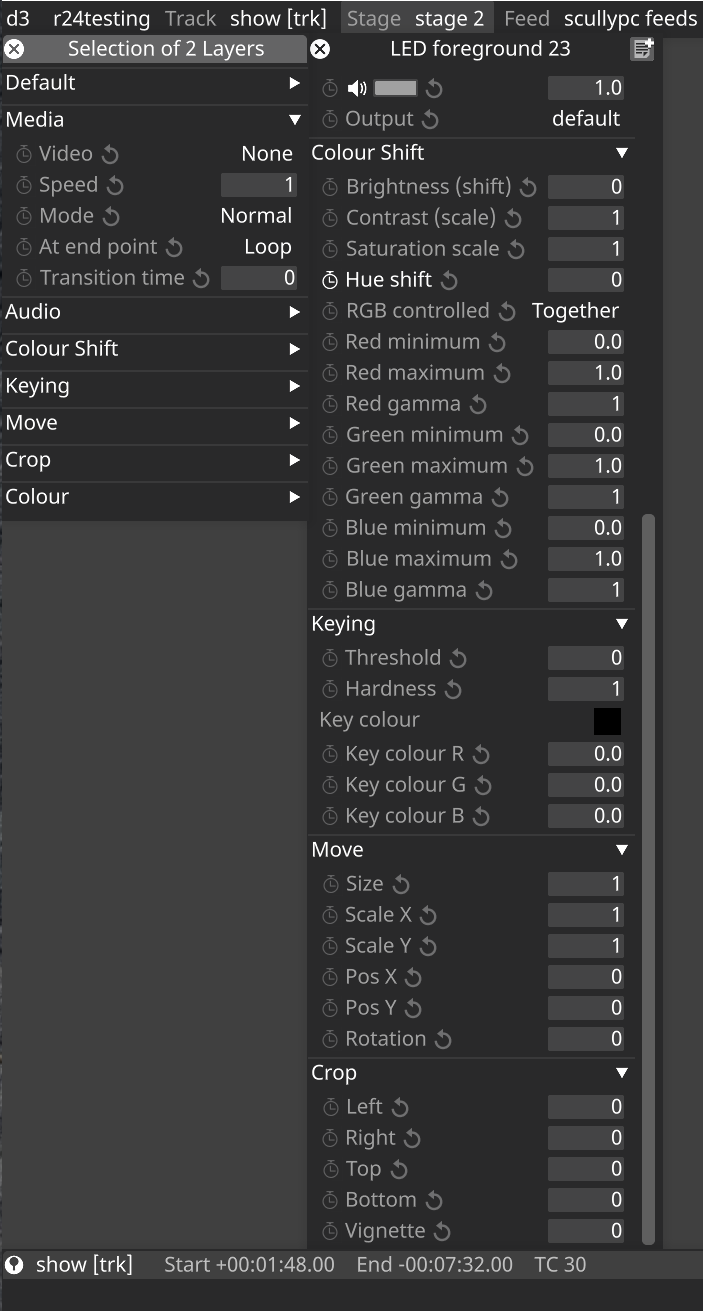 d3 r24testing Track show [trk] Stage stage 2 Feed scullypc feeds
Selection of 2 Layers
Default
Media
Video None
Speed 1
Mode Normal
At end point Loop
Transition time 0
Audio
Colour Shift
Keying
Move
Crop
Colour
LED foreground 23
1.0
Output default
Colour Shift
Brightness (shift) 0
Contrast (scale) 1
Saturation scale 1
Hue shift 0
RGB controlled Together
Red minimum 0.0
Red maximum 1.0
Red gamma 1
Green minimum 0.0
Green maximum 1.0
Green gamma 1
Blue minimum 0.0
Blue maximum 1.0
Blue gamma 1
Keying
Threshold 0
Hardness 1
Key colour
Key colour R 0.0
Key colour G 0.0
Key colour B 0.0
Move
Size 1
Scale X 1
Scale Y 1
Pos X 0
Pos Y 0
Rotation 0
Crop
Left 0
Right 0
Top 0
Bottom 0
Vignette 0
show [trk] Start +00:01:48.00 End -00:07:32.00 TC 30